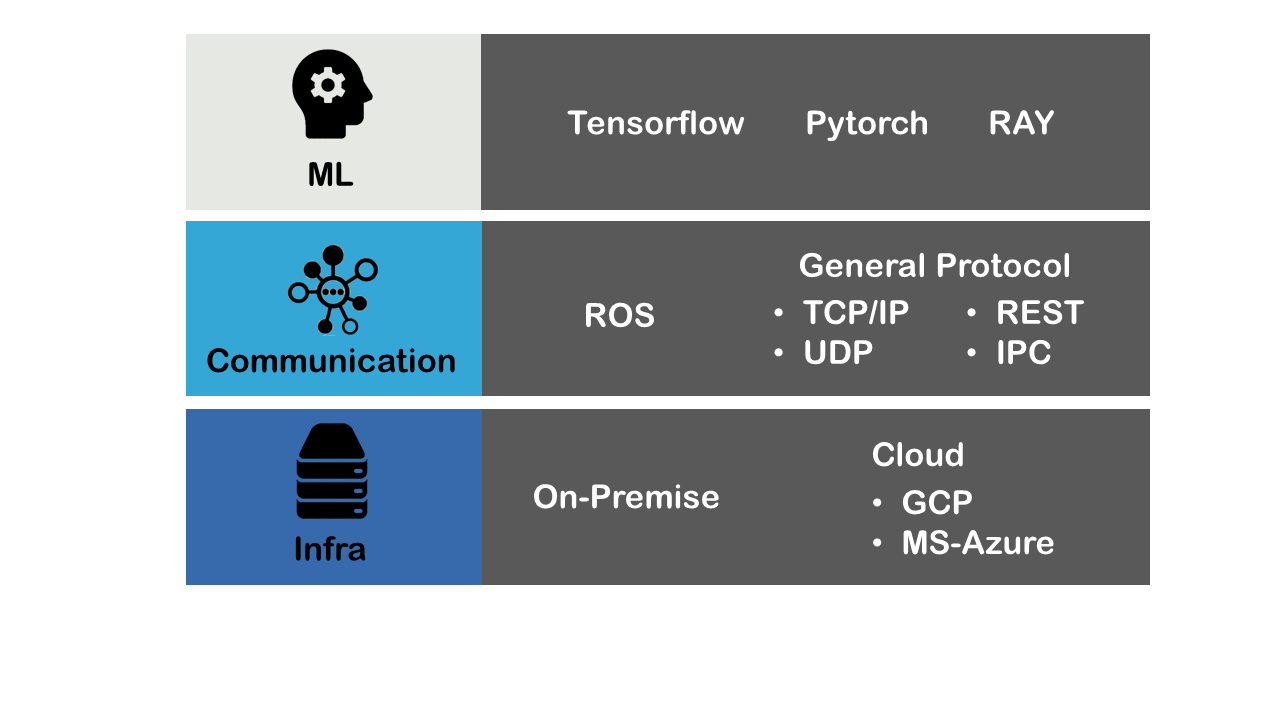 ML
Tensorflow Pytorch RAY
Communication
ROS
General Protocol
• TCP/IP • REST
• UDP • IPC
Infra
On-Premise
Cloud
• GCP
• MS-Azure